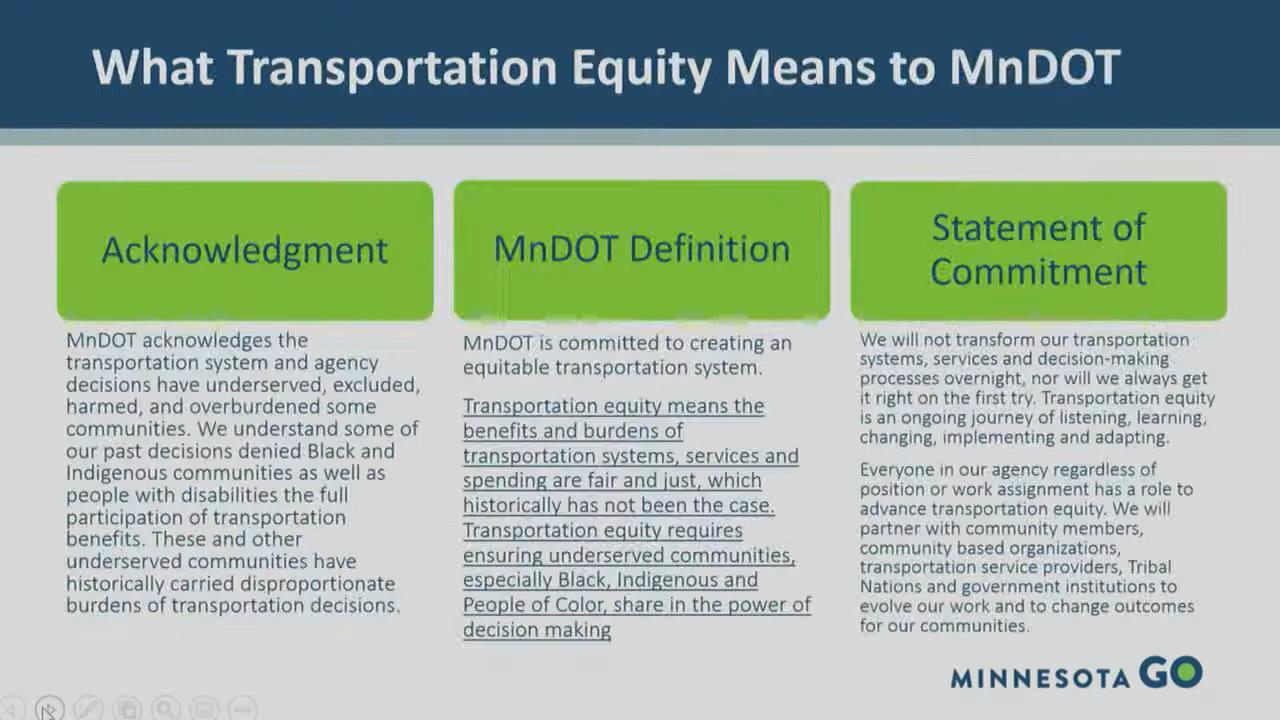 What Transportation Equity Means to MnDOT
Acknowledgment
MnDOT acknowledges the
transportation system and agency
decisions have underserved, excluded,
harmed, and overburdened some
communities. We understand some of
our past decisions denied Black and
Indigenous communities as well as
people with disabilities the full
participation of transportation
benefits. These and other
underserved communities have
historically carried disproportionate
burdens of transportation decisions.
MnDOT Definition
MnDOT is committed to creating an
equitable transportation system.
Transportation equity means the
benefits and burdens of
transportation systems, services and
spending are fair and just, which
historically has not been the case.
Transportation equity requires
ensuring underserved communities,
especially Black, Indigenous and
People of Color, share in the power of
decision making
Statement of
Commitment
We will not transform our transportation
systems, services and decision-making
processes overnight, nor will we always get
it right on the first try. Transportation equity
is an ongoing journey of listening, learning,
changing, implementing and adapting.
Everyone in our agency regardless of
position or work assignment has a role to
advance transportation equity. We will
partner with community members,
community based organizations,
transportation service providers, Tribal
Nations and government institutions to
evolve our work and to change outcomes
for our communities.
MINNESOTA GO